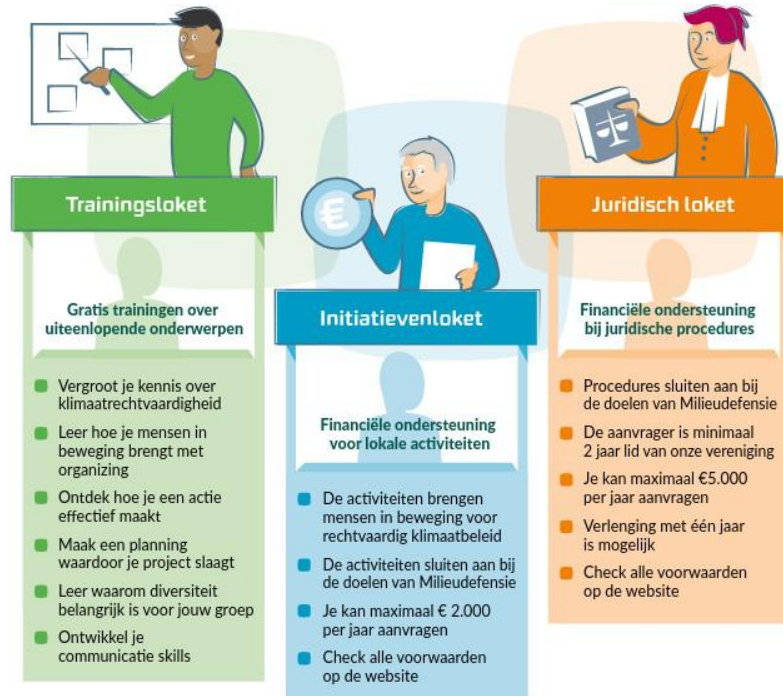 Trainingsloket
Gratis trainingen over
uiteenlopende onderwerpen
Vergroot je kennis over
klimaatrechtvaardigheid
Leer hoe je mensen in
beweging brengt met
organizing
Ontdek hoe je een actie
effectief maakt
Maak een planning
waardoor je project slaagt
Leer waarom diversiteit
belangrijk is voor jouw groep
Ontwikkel je
communicatie skills
€
Initiatievenloket
Financiële ondersteuning
voor lokale activiteiten
De activiteiten brengen
mensen in beweging voor
rechtvaardig klimaatbeleid
De activiteiten sluiten aan bij
de doelen van Milieudefensie
Je kan maximaal € 2.000
per jaar aanvragen
Check alle voorwaarden
op de website
Juridisch loket
Financiële ondersteuning
bij juridische procedures
Procedures sluiten aan bij
de doelen van Milieudefensie
De aanvrager is minimaal
2 jaar lid van onze vereniging
Je kan maximaal €5.000
per jaar aanvragen
Verlenging met één jaar
is mogelijk
Check alle voorwaarden
op de website